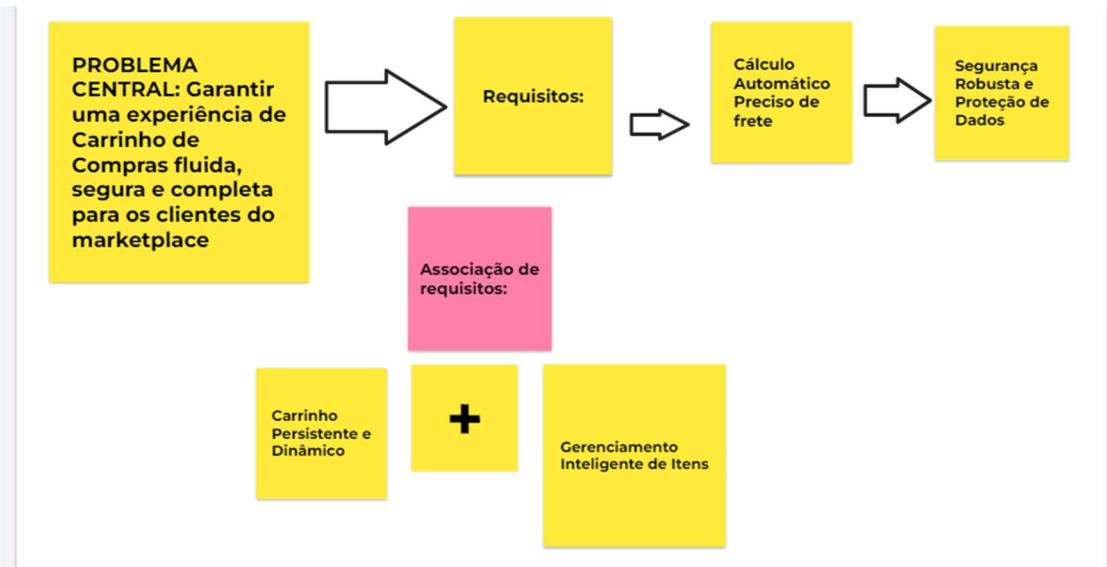 PROBLEMA
CENTRAL: Garantir
uma experiência de
Carrinho de
Compras fluida,
segura e completa
para os clientes do
marketplace
Requisitos:
Cálculo
Automático
Preciso de
frete
Segurança
Robusta e
Proteção de
Dados
Associação de
requisitos:
Carrinho
Persistente e
Dinâmico
+
Gerenciamento
Inteligente de Itens